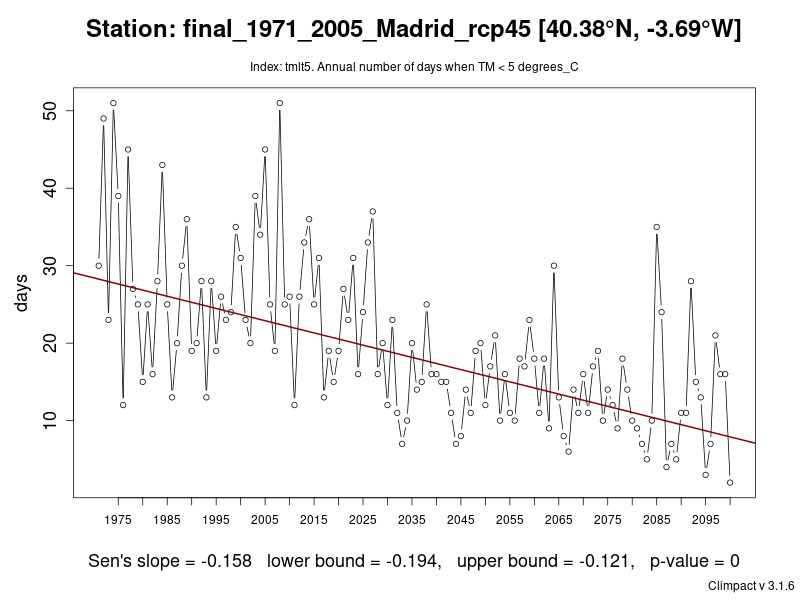 Station: final_1971_2005_Madrid_rcp45 [40.38°N, -3.69°W]
Index: tmlt5. Annual number of days when TM < 5 degrees_C
50
40
30
20
10
days
1975 1985 1995 2005 2015 2025 2035 2045 2055 2065 2075 2085 2095
Sen's slope = -0.158 lower bound = -0.194, upper bound = -0.121, p-value = 0
Climpact v 3.1.6